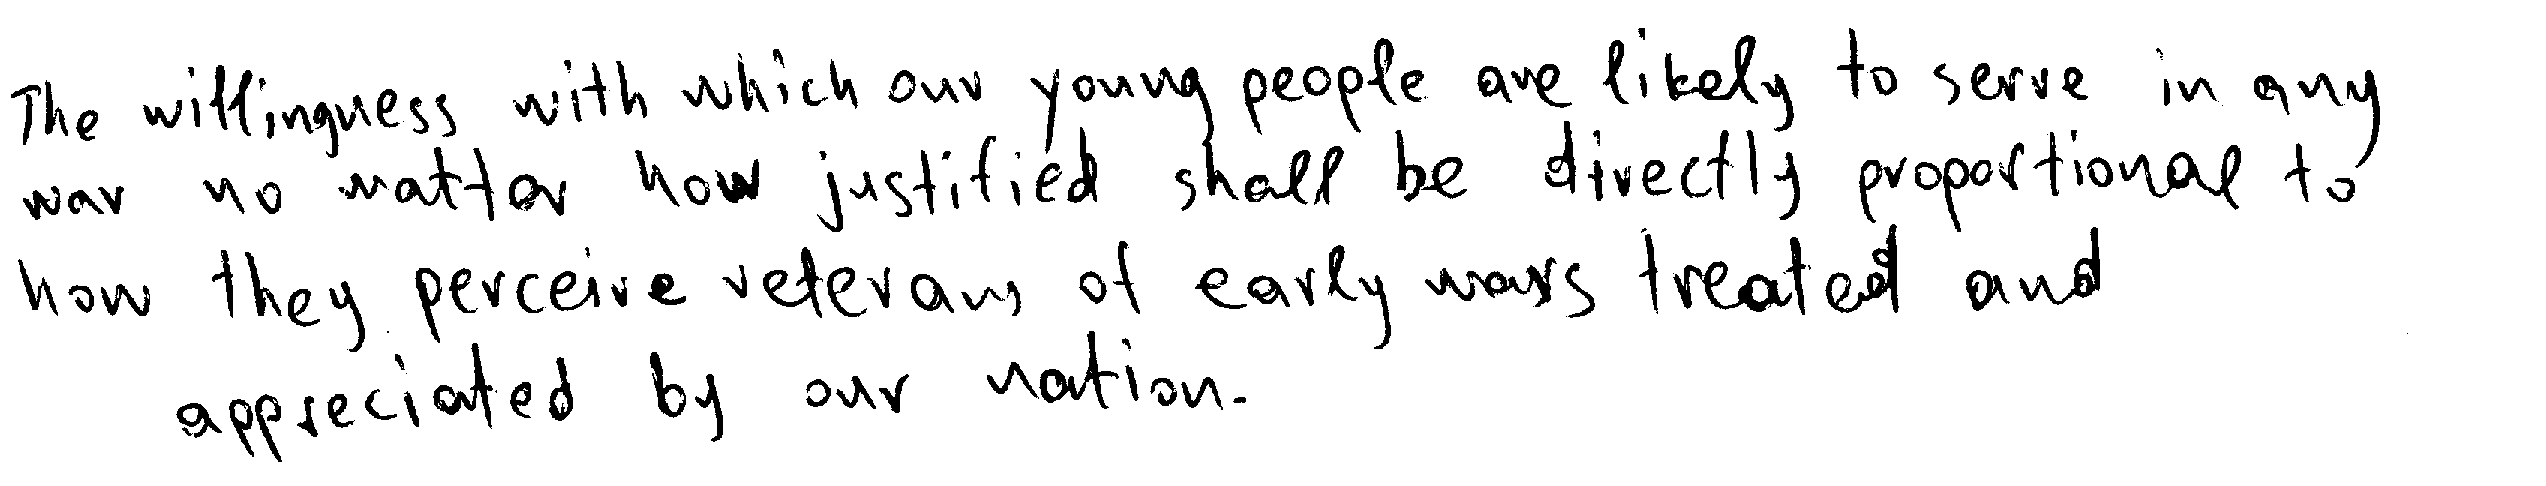 The willingness with which our young people are likely to serve in any
war no matter how justified shall be directly proportional to
how they perceive veterans of early wars treated and
appreciated by our nation.